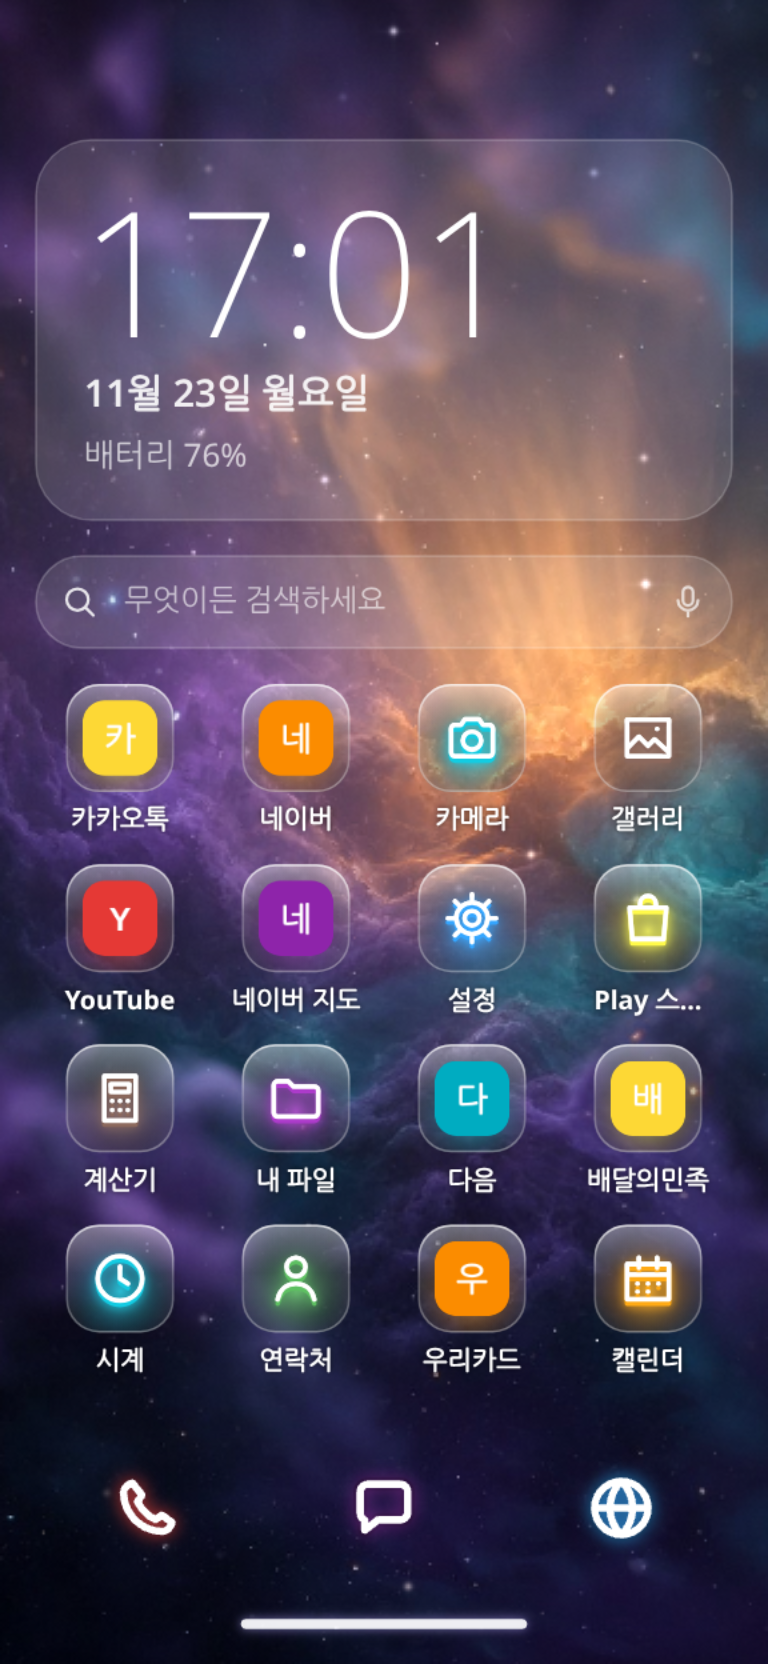 17:01
11월 23일 월요일
배터리 76%
무엇이든 검색하세요
카 네
카카오톡 네이버 카메라 갤러리
Y 네
YouTube 네이버 지도 설정 Play 스...
다 배
계산기 내 파일 다음 배달의민족
우
시계 연락처 우리카드 캘린더